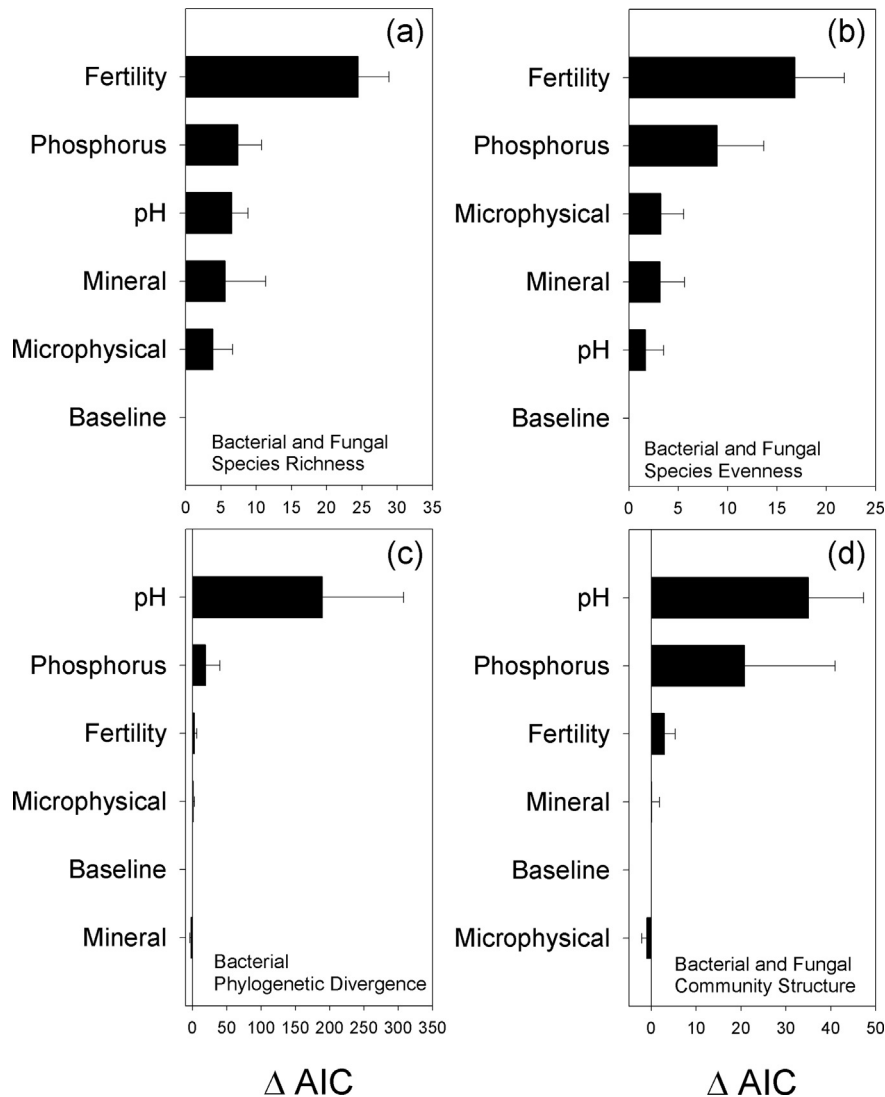 (a)
Fertility
Phosphorus
pH
Mineral
Microphysical
Baseline
Bacterial and Fungal
Species Richness
0 5 10 15 20 25 30 35
(b)
Fertility
Phosphorus
Microphysical
Mineral
pH
Baseline
Bacterial and Fungal
Species Evenness
0 5 10 15 20 25
(c)
pH
Phosphorus
Fertility
Microphysical
Baseline
Mineral
Bacterial
Phylogenetic Divergence
0 50 100 150 200 250 300 350
Δ AIC
(d)
pH
Phosphorus
Fertility
Mineral
Baseline
Microphysical
Bacterial and Fungal
Community Structure
0 10 20 30 40 50
Δ AIC